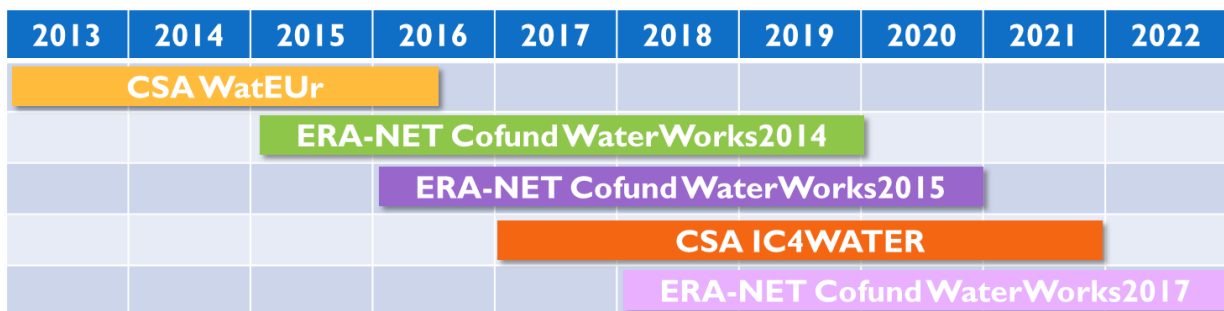 2013 2014 2015 2016 2017 2018 2019 2020 2021 2022
CSA WatEUr
ERA-NET Cofund WaterWorks2014
ERA-NET Cofund WaterWorks2015
CSA IC4WATER
ERA-NET Cofund WaterWorks2017